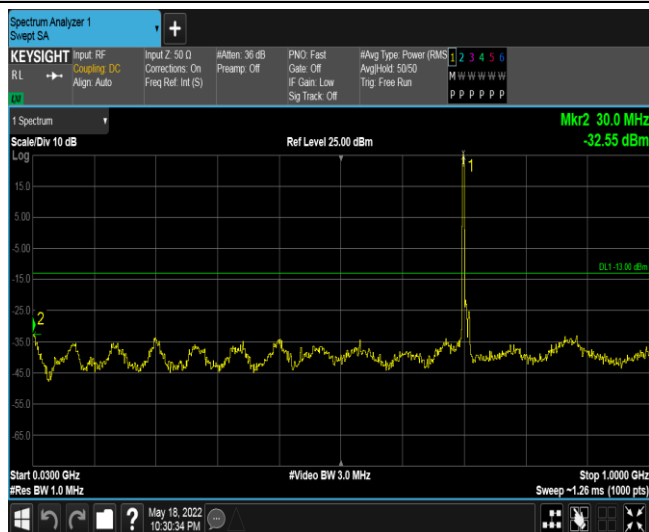 Spectrum Analyzer 1
Swept SA
+
KEYSIGHT
RL
Input: RF
Coupling: DC
Align: Auto
Input Z: 50 Ω
Corrections: On
Freq Ref: Int (S)
#Atten: 36 dB
Preamp: Off
PNO: Fast
Gate: Off
IF Gain: Low
Sig Track: Off
#Avg Type: Power (RMS
Avg|Hold: 50/50
Trig: Free Run
1 2 3 4 5 6
M W W W W W
P P P P P P
1 Spectrum
Mkr2 30.0 MHz
Scale/Div 10 dB
Ref Level 25.00 dBm
-32.55 dBm
Log
1
15.0
5.00
-5.00
DL1 -13.00 dBm
-15.0
-25.0
2
-35.0
-45.0
-55.0
-65.0
Start 0.0300 GHz
#Video BW 3.0 MHz
Stop 1.0000 GHz
#Res BW 1.0 MHz
Sweep ~1.26 ms (1000 pts)
?
May 18, 2022
10:30:34 PM